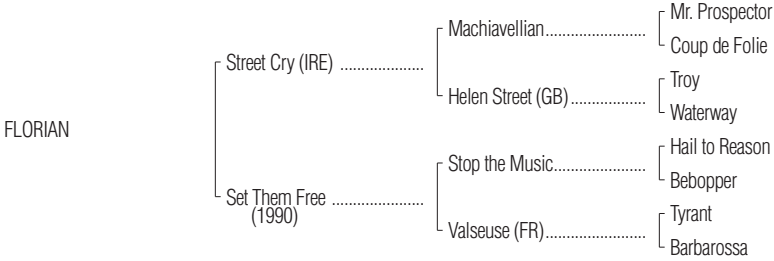 Mr. Prospector
Machiavellian........................
Coup de Folie
Street Cry (IRE) ....................
Troy
Helen Street (GB)..................
Waterway
FLORIAN
Hail to Reason
Stop the Music......................
Bebopper
Set Them Free ......................
(1990)
Tyrant
Valseuse (FR)........................
Barbarossa